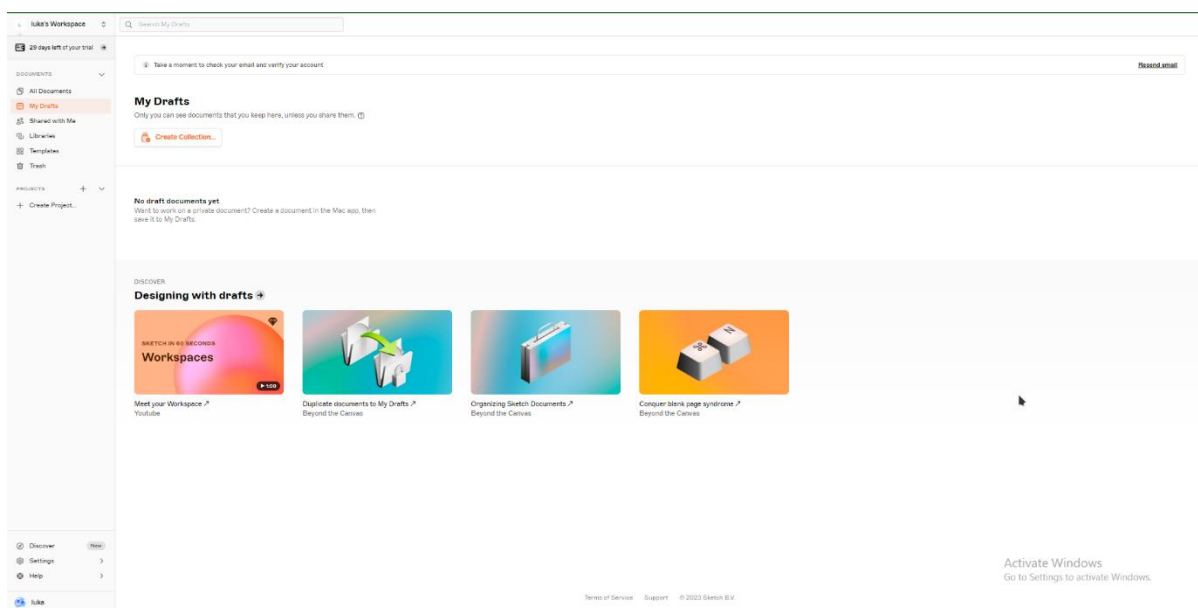 luka's Workspace
Search My Drafts
29 days left of your trial
Take a moment to check your email and verify your account
Resend email
DOCUMENTS
All Documents
My Drafts
Shared with Me
Libraries
Templates
Trash
PROJECTS
Create Project...
My Drafts
Only you can see documents that you keep here, unless you share them.
Create Collection...
No draft documents yet
Want to work on a private document? Create a document in the Mac app, then
save it to My Drafts.
DISCOVER
Designing with drafts
SKETCH IN 60 SECONDS
Workspaces
1:00
N
Meet your Workspace ↗
Youtube
Duplicate documents to My Drafts ↗
Beyond the Canvas
Organizing Sketch Documents ↗
Beyond the Canvas
Conquer blank page syndrome ↗
Beyond the Canvas
Discover New
Settings
Help
luka
Activate Windows
Go to Settings to activate Windows.
Terms of Service Support © 2023 Sketch B.V.